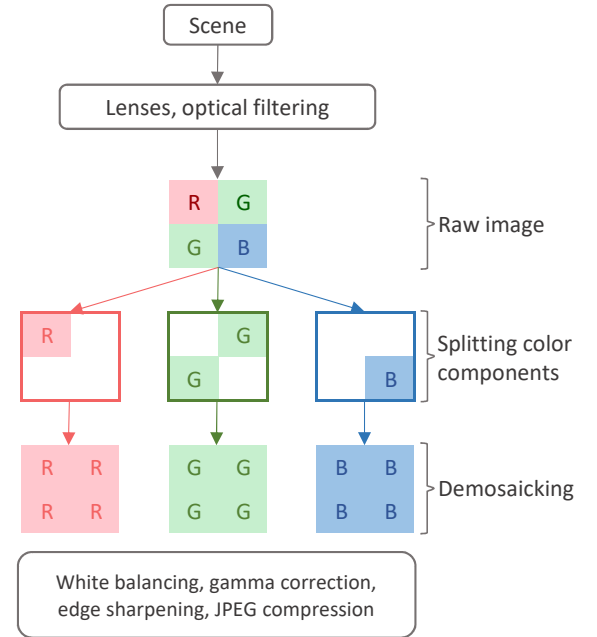 Scene
Lenses, optical filtering
R G
G B
Raw image
R
G
G
B
Splitting color
components
R R G G B B
R R G G B B
Demosaicking
White balancing, gamma correction,
edge sharpening, JPEG compression